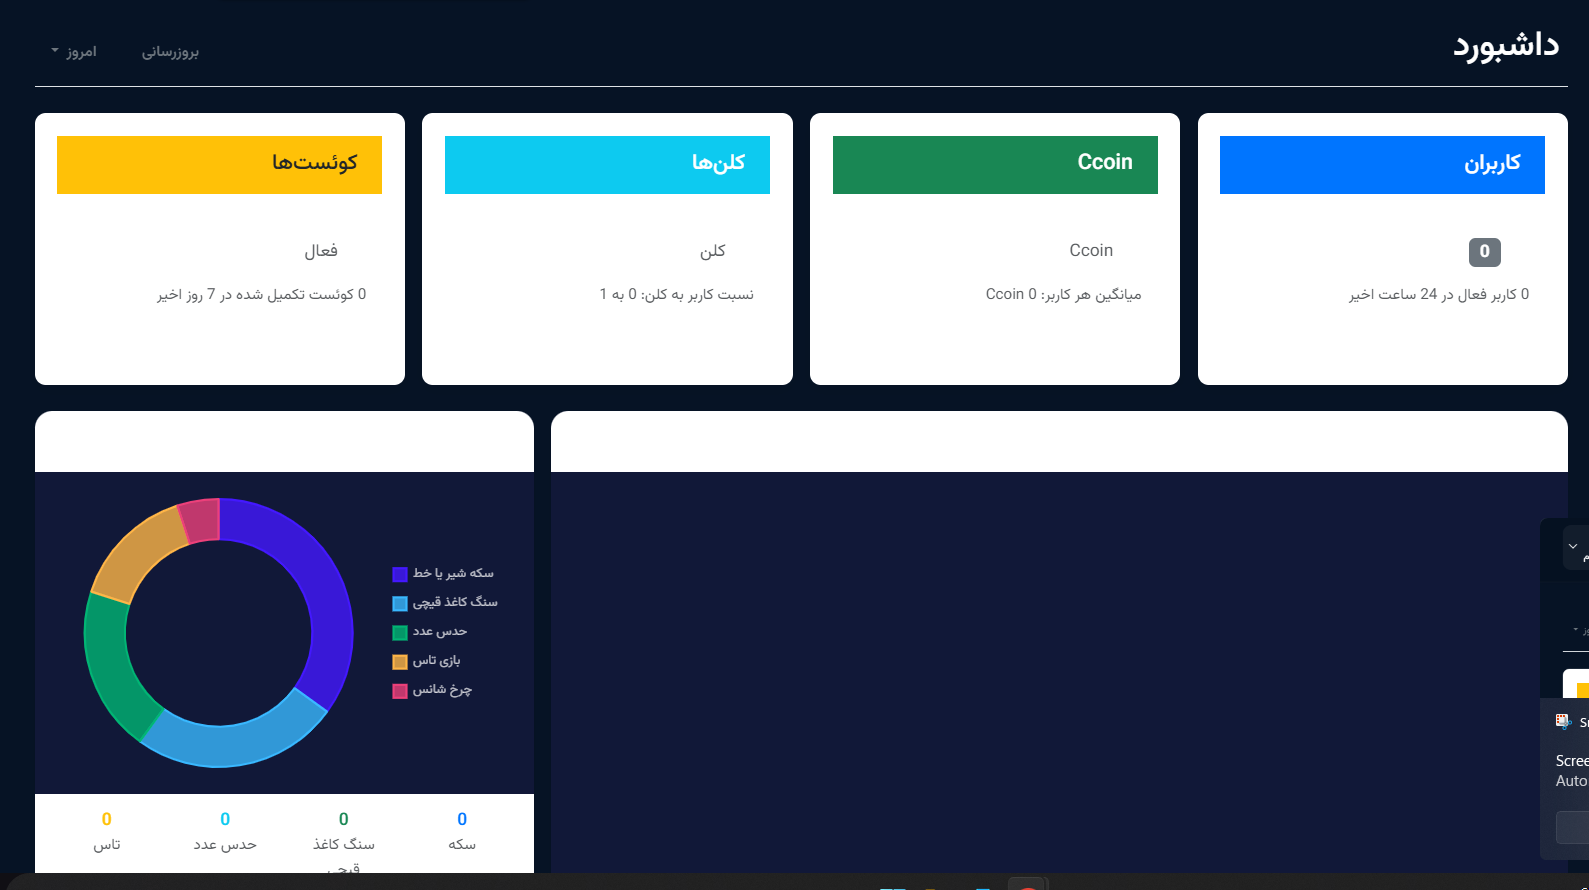 داشبورد
بروزرسانی
امروز
کاربران
0
0 کاربر فعال در 24 ساعت اخیر
Ccoin
Ccoin
میانگین هر کاربر: 0 Ccoin
کلن‌ها
کلن
نسبت کاربر به کلن: 0 به 1
کوئست‌ها
فعال
0 کوئست تکمیل شده در 7 روز اخیر
سکه شیر یا خط
سنگ کاغذ قیچی
حدس عدد
بازی تاس
چرخ شانس
0
سکه
0
سنگ کاغذ
قیچی
0
حدس عدد
0
تاس
Scree
Auto